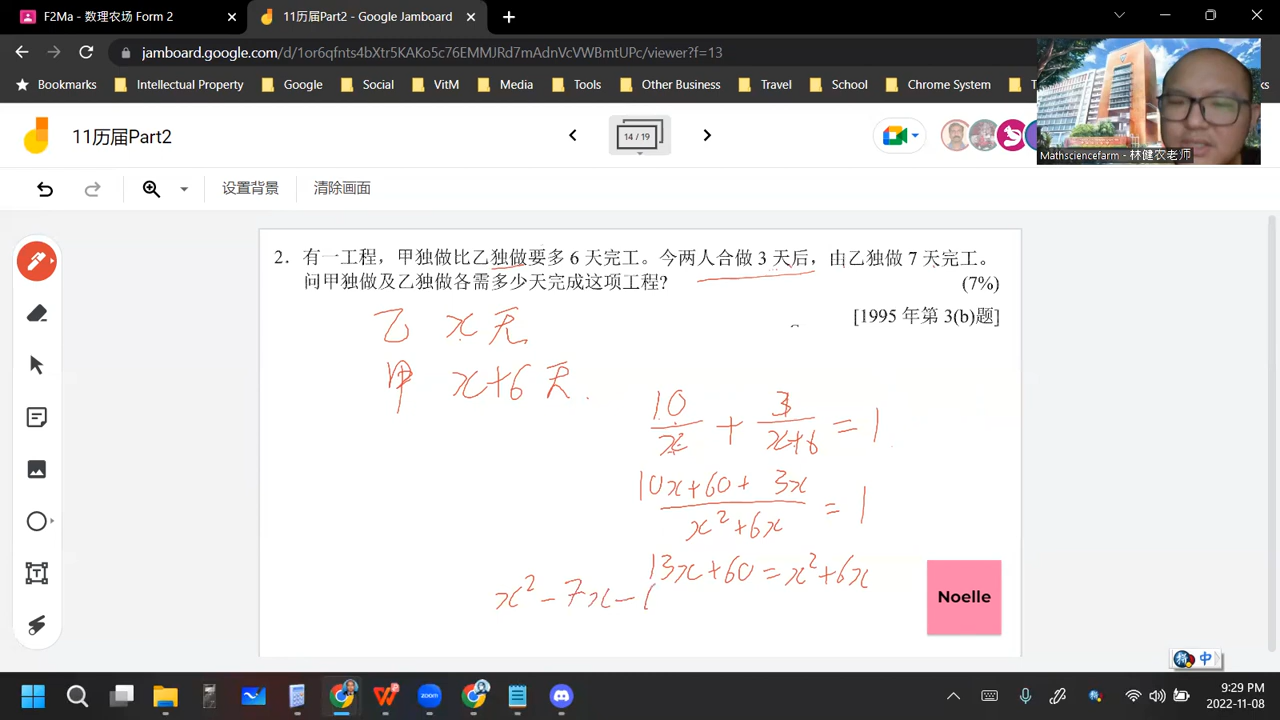 F2Ma - 数理农场 Form 2
11历届Part2 - Google Jamboard
jamboard.google.com/d/1or6qfnts4bXtr5KAKo5c76FMMJRd7mAdnVcVWBmtUPc/viewer?f=13
Bookmarks
Intellectual Property
Google
Social
VitM
Media
Tools
Other Business
Travel
School
Chrome System
Mathsciencefarm - 林健农老师
11历届Part2
14 / 19
设置背景
清除画面
2. 有一工程，甲独做比乙独做要多 6 天完工。今两人合做 3 天后，由乙独做 7 天完工。
问甲独做及乙独做各需多少天完成这项工程?
(7%)
[1995 年第 3(b)题]
乙 x 天
甲 x+6 天.
10/x + 3/(x+6) = 1
(10x+60+ 3x)/(x²+6x) = 1
13x+60=x²+6x
x²-7x-
Noelle
中
zoom
9:29 PM
2022-11-08